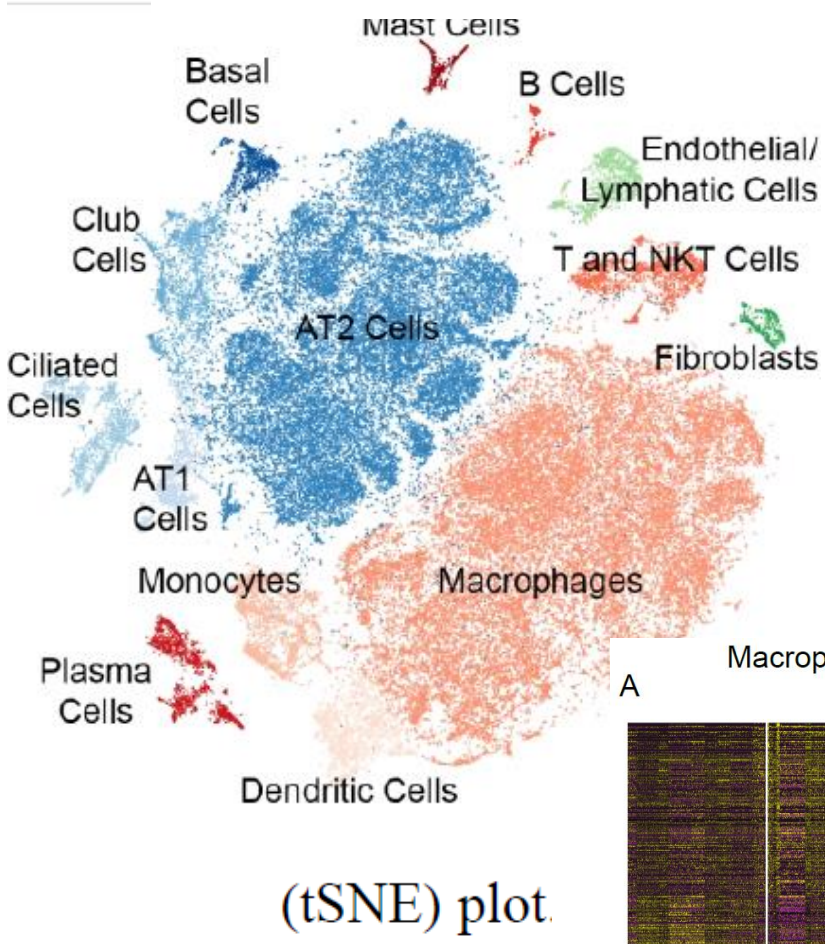 Mast Cells
Basal
Cells
B Cells
Endothelial/
Lymphatic Cells
Club
Cells
T and NKT Cells
AT2 Cells
Fibroblasts
Ciliated
Cells
AT1
Cells
Monocytes
Macrophages
Plasma
Cells
Macrop
A
Dendritic Cells
(tSNE) plot.